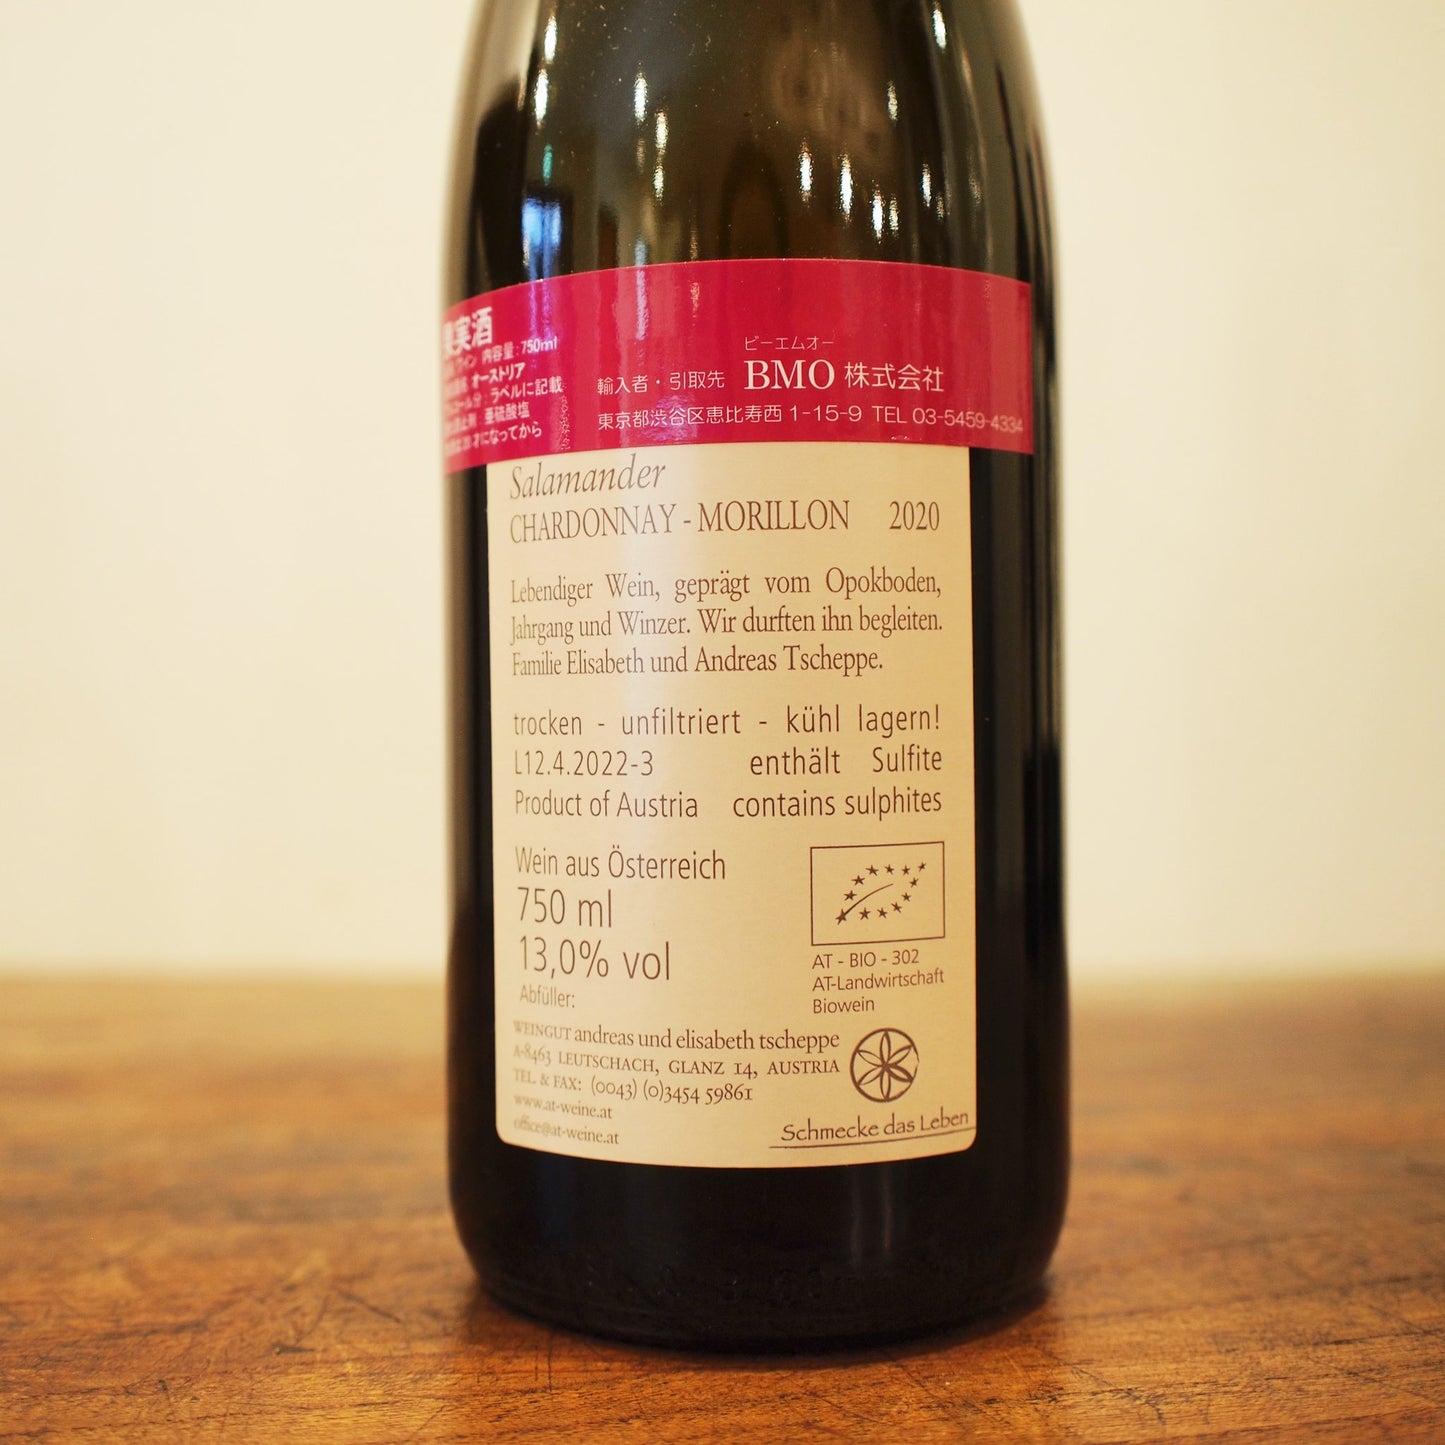 実酒
内容量:750ml
オーストリア
ラベルに記載
亜硫酸塩
才になってから
ビーエムオー
輸入者・引取先 BMO 株式会社
東京都渋谷区恵比寿西 1-15-9 TEL 03-5459-4334
Salamander
CHARDONNAY - MORILLON 2020
Lebendiger Wein, geprägt vom Opokboden,
Jahrgang und Winzer. Wir durften ihn begleiten.
Familie Elisabeth und Andreas Tscheppe.
trocken - unfiltriert - kühl lagern!
L12.4.2022-3 enthält Sulfite
Product of Austria contains sulphites
Wein aus Österreich
750 ml
13,0% vol
Abfüller:
AT - BIO - 302
AT-Landwirtschaft
Biowein
WEINGUT andreas und elisabeth tscheppe
A-8463 LEUTSCHACH, GLANZ 14, AUSTRIA
TEL. & FAX: (0043) (0)3454 59861
www.at-weine.at
office@at-weine.at
Schmecke das Leben